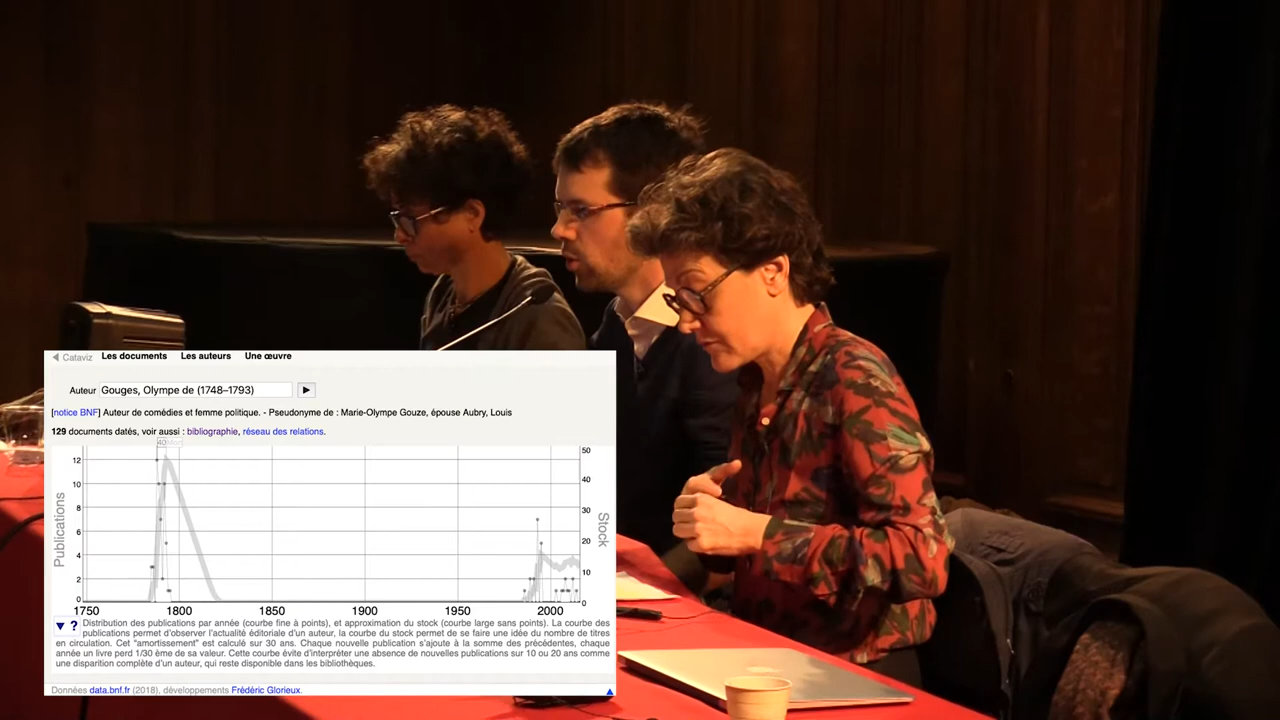 Cataviz Les documents Les auteurs Une œuvre
Auteur Gouges, Olympe de (1748–1793)
[notice BNF] Auteur de comédies et femme politique. - Pseudonyme de : Marie-Olympe Gouze, épouse Aubry, Louis
129 documents datés, voir aussi : bibliographie, réseau des relations.
40 Mort
Publications
12
10
8
6
4
2
0
50
40
30
20
10
0
Stock
1750 1800 1850 1900 1950 2000
? Distribution des publications par année (courbe fine à points), et approximation du stock (courbe large sans points). La courbe des
publications permet d'observer l'actualité éditoriale d'un auteur, la courbe du stock permet de se faire une idée du nombre de titres
en circulation. Cet "amortissement" est calculé sur 30 ans. Chaque nouvelle publication s'ajoute à la somme des précédentes, chaque
année un livre perd 1/30 ème de sa valeur. Cette courbe évite d'interpréter une absence de nouvelles publications sur 10 ou 20 ans comme
une disparition complète d'un auteur, qui reste disponible dans les bibliothèques.
Données data.bnf.fr (2018), développements Frédéric Glorieux.